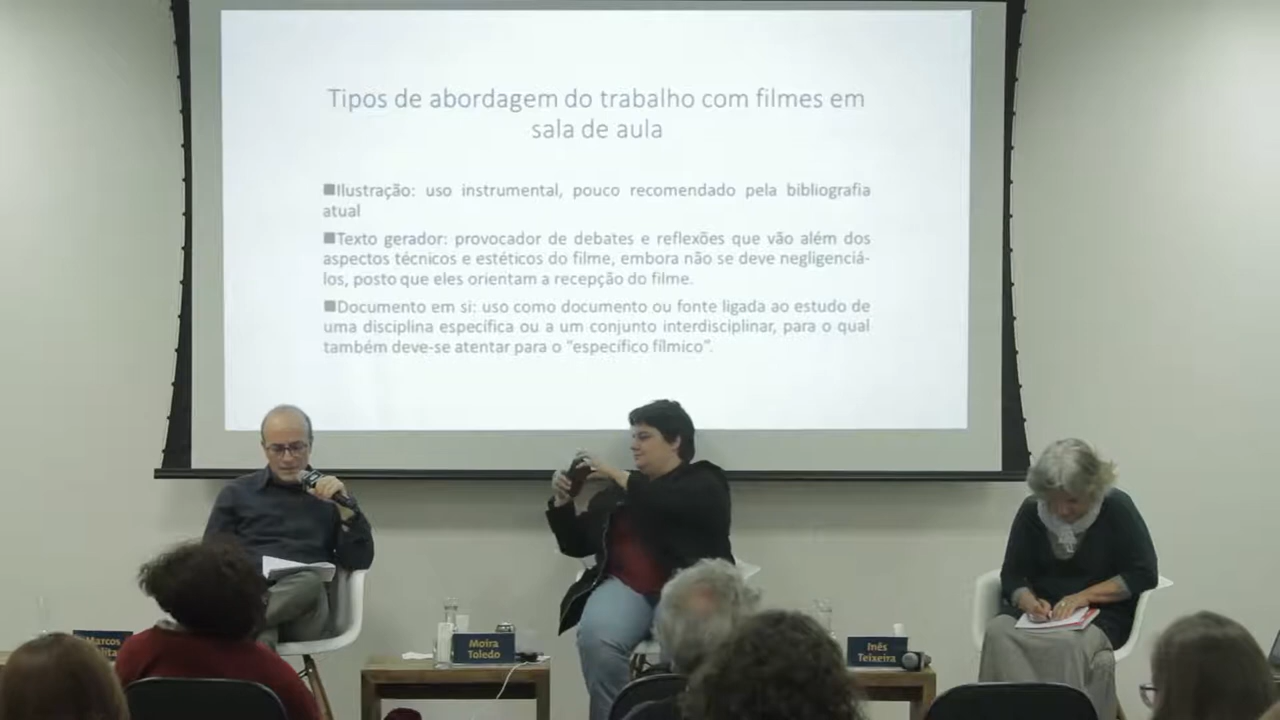 Tipos de abordagem do trabalho com filmes em
sala de aula
■Ilustração: uso instrumental, pouco recomendado pela bibliografia
atual
■Texto gerador: provocador de debates e reflexões que vão além dos
aspectos técnicos e estéticos do filme, embora não se deve negligenciá-
los, posto que eles orientam a recepção do filme.
■Documento em si: uso como documento ou fonte ligada ao estudo de
uma disciplina específica ou a um conjunto interdisciplinar, para o qual
também deve-se atentar para o "específico fílmico".
Marcos
Moira
Toledo
Inês
Teixeira